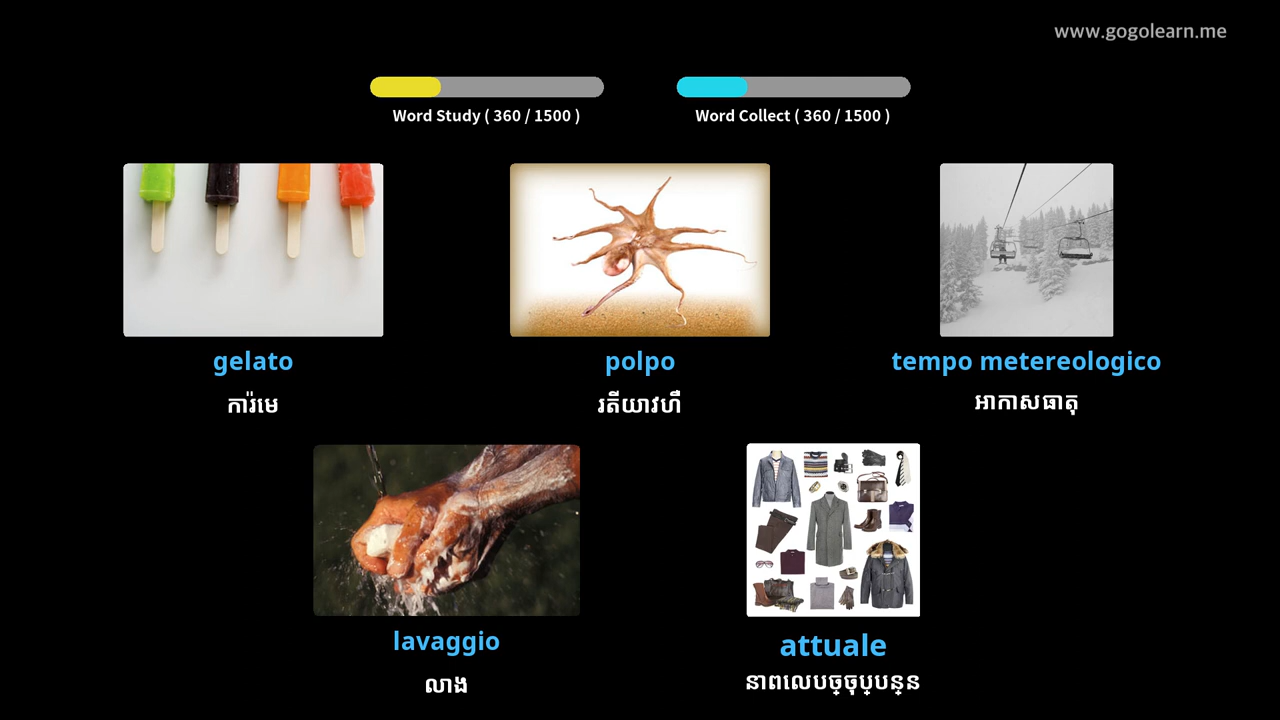 www.gogolearn.me
Word Study ( 360 / 1500 )
Word Collect ( 360 / 1500 )
gelato
polpo
tempo metereologico
ការ៉មេ
រតីយាវហឺ
អាកាសធាតុ
lavaggio
attuale
លាង
នាពលេបច្ចុប្បន្ន